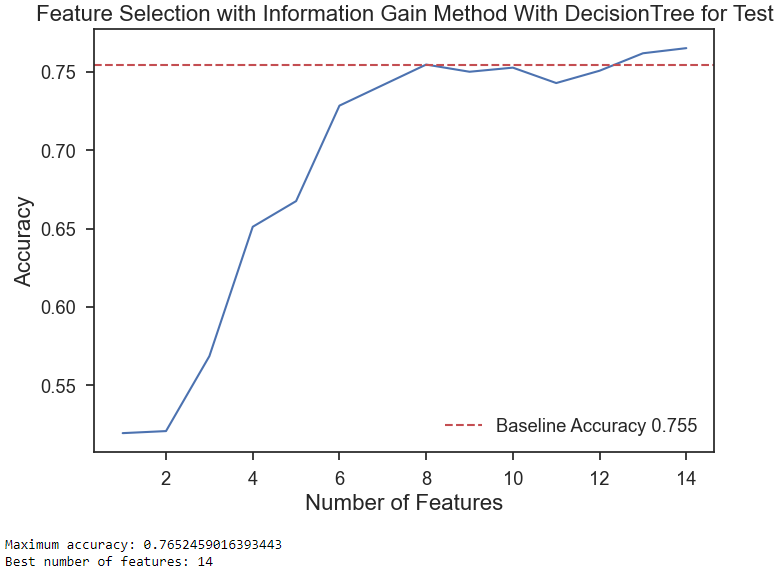 Feature Selection with Information Gain Method With DecisionTree for Test
0.75
0.70
0.65
0.60
0.55
Accuracy
Baseline Accuracy 0.755
2 4 6 8 10 12 14
Number of Features
Maximum accuracy: 0.7652459016393443
Best number of features: 14